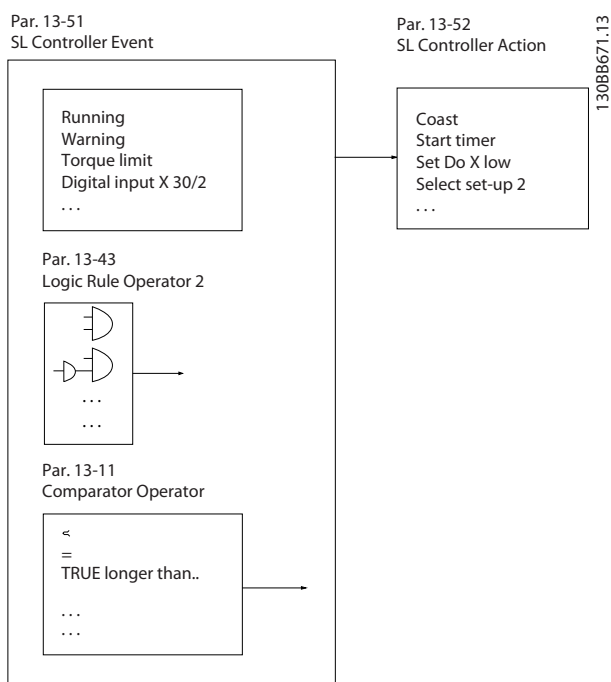 Par. 13-51
SL Controller Event
Par. 13-52
SL Controller Action
130BB671.13
Running
Warning
Torque limit
Digital input X 30/2
. . .
Coast
Start timer
Set Do X low
Select set-up 2
. . .
Par. 13-43
Logic Rule Operator 2
. . .
. . .
Par. 13-11
Comparator Operator
=
TRUE longer than..
. . .
. . .